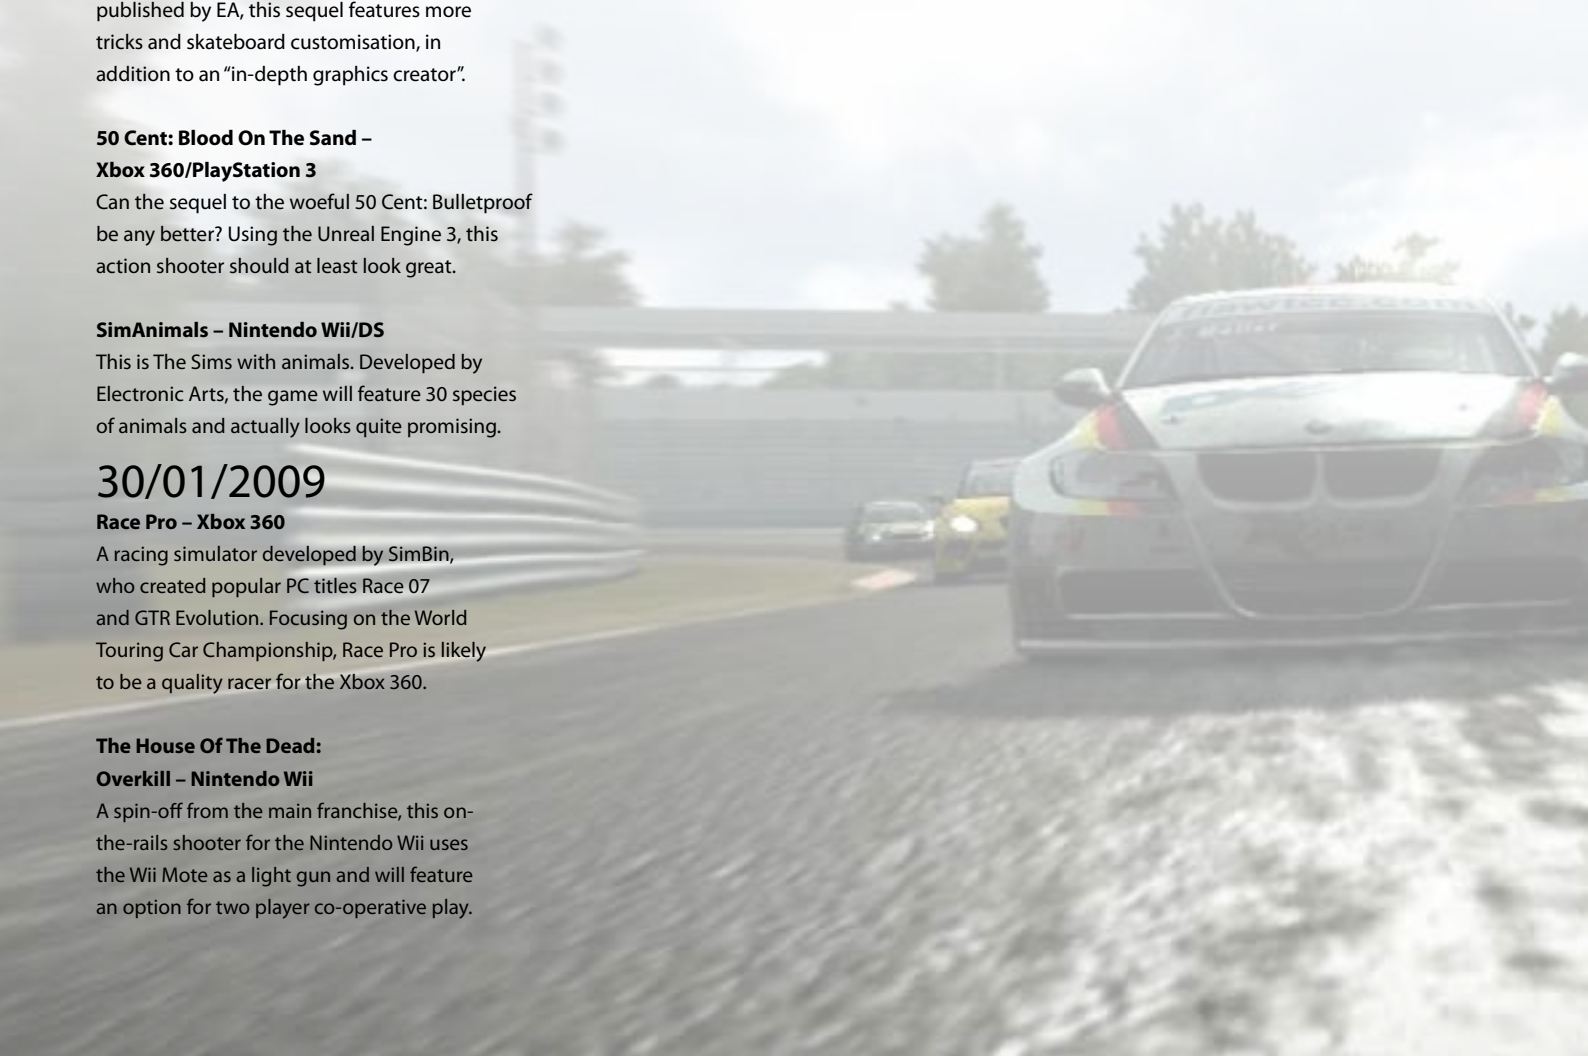 published by EA, this sequel features more
tricks and skateboard customisation, in
addition to an “in-depth graphics creator”.
50 Cent: Blood On The Sand –
Xbox 360/PlayStation 3
Can the sequel to the woeful 50 Cent: Bulletproof
be any better? Using the Unreal Engine 3, this
action shooter should at least look great.
SimAnimals – Nintendo Wii/DS
This is The Sims with animals. Developed by
Electronic Arts, the game will feature 30 species
of animals and actually looks quite promising.
30/01/2009
Race Pro – Xbox 360
A racing simulator developed by SimBin,
who created popular PC titles Race 07
and GTR Evolution. Focusing on the World
Touring Car Championship, Race Pro is likely
to be a quality racer for the Xbox 360.
The House Of The Dead:
Overkill – Nintendo Wii
A spin-off from the main franchise, this on-
the-rails shooter for the Nintendo Wii uses
the Wii Mote as a light gun and will feature
an option for two player co-operative play.